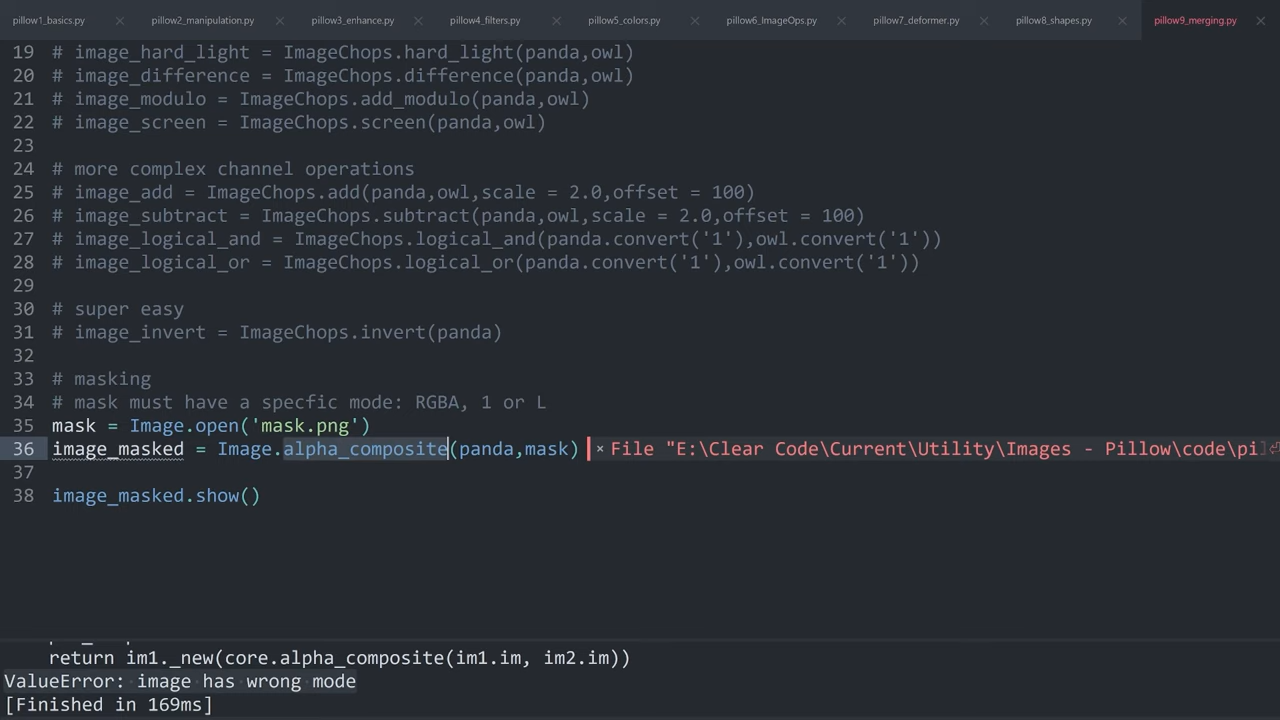 pillow1_basics.py × pillow2_manipulation.py × pillow3_enhance.py × pillow4_filters.py × pillow5_colors.py × pillow6_ImageOps.py × pillow7_deformer.py × pillow8_shapes.py × pillow9_merging.py ×
19 # image_hard_light = ImageChops.hard_light(panda,owl)
20 # image_difference = ImageChops.difference(panda,owl)
21 # image_modulo = ImageChops.add_modulo(panda,owl)
22 # image_screen = ImageChops.screen(panda,owl)
23
24 # more complex channel operations
25 # image_add = ImageChops.add(panda,owl,scale = 2.0,offset = 100)
26 # image_subtract = ImageChops.subtract(panda,owl,scale = 2.0,offset = 100)
27 # image_logical_and = ImageChops.logical_and(panda.convert('1'),owl.convert('1'))
28 # image_logical_or = ImageChops.logical_or(panda.convert('1'),owl.convert('1'))
29
30 # super easy
31 # image_invert = ImageChops.invert(panda)
32
33 # masking
34 # mask must have a specfic mode: RGBA, 1 or L
35 mask = Image.open('mask.png')
36 image_masked = Image.alpha_composite(panda,mask) × File "E:\Clear Code\Current\Utility\Images - Pillow\code\pi
37
38 image_masked.show()
return im1._new(core.alpha_composite(im1.im, im2.im))
ValueError: image has wrong mode
[Finished in 169ms]